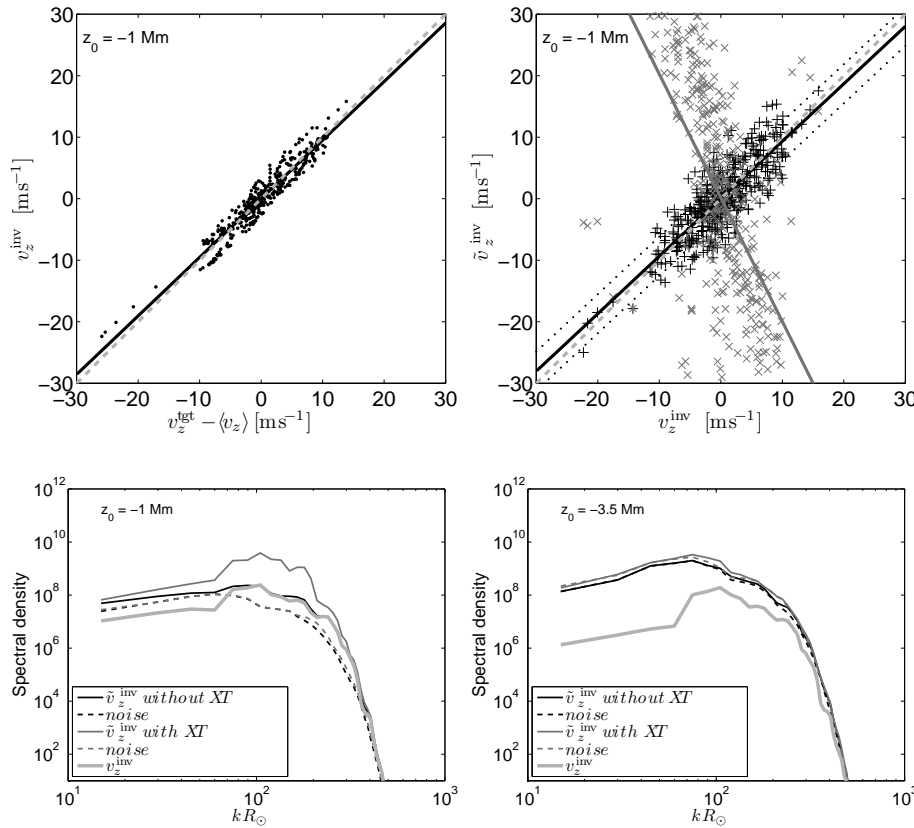 30
20
10
0
−10
−20
−30
−30 −20 −10 0 10 20 30
z_0 = −1 Mm
v_z^inv [ms^−1]
v_z^tgt − ⟨v_z⟩ [ms^−1]
30
20
10
0
−10
−20
−30
−30 −20 −10 0 10 20 30
z_0 = −1 Mm
ṽ_z^inv [ms^−1]
v_z^inv [ms^−1]
10^12
10^10
10^8
10^6
10^4
10^2
10^1 10^2 10^3
z_0 = −1 Mm
Spectral density
kR_⊙
ṽ_z^inv without XT
noise
ṽ_z^inv with XT
noise
v_z^inv
10^12
10^10
10^8
10^6
10^4
10^2
10^1 10^2 10^3
z_0 = −3.5 Mm
Spectral density
kR_⊙
ṽ_z^inv without XT
noise
ṽ_z^inv with XT
noise
v_z^inv